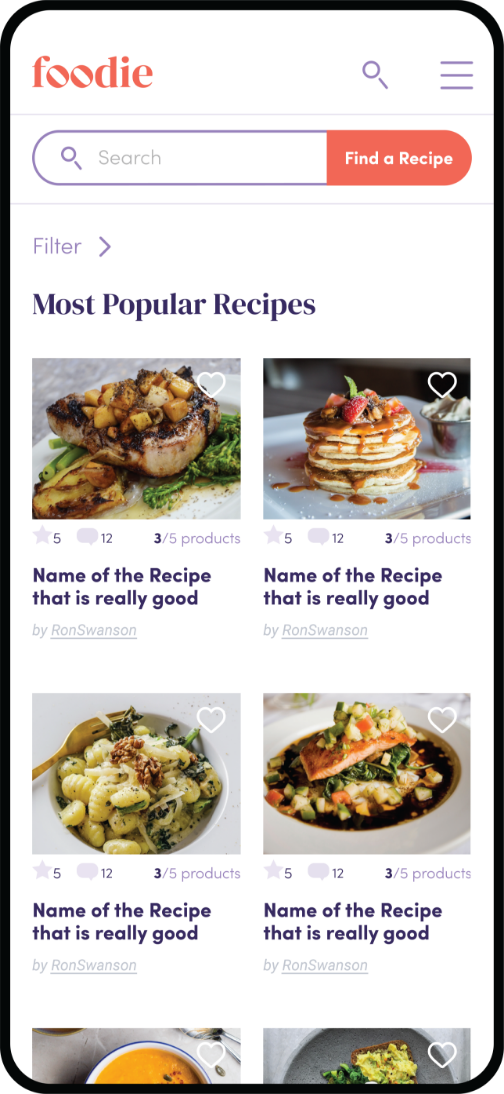 foodie
Search
Find a Recipe
Filter
Most Popular Recipes
5 12 3/5 products
Name of the Recipe
that is really good
by RonSwanson
5 12 3/5 products
Name of the Recipe
that is really good
by RonSwanson
5 12 3/5 products
Name of the Recipe
that is really good
by RonSwanson
5 12 3/5 products
Name of the Recipe
that is really good
by RonSwanson